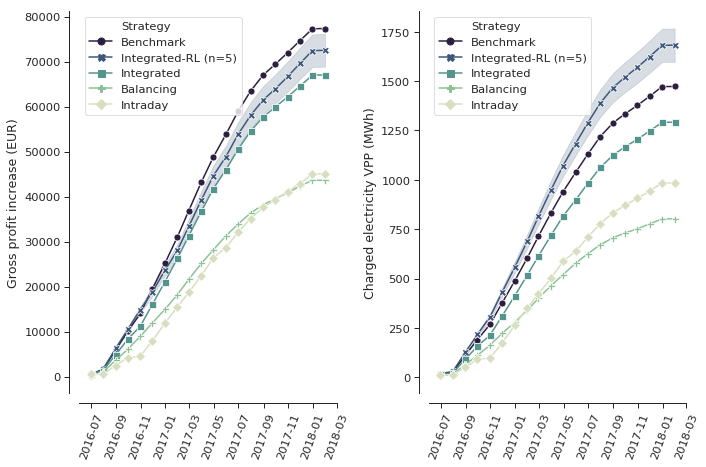 Gross profit increase (EUR)
80000
70000
60000
50000
40000
30000
20000
10000
0
Strategy
Benchmark
Integrated-RL (n=5)
Integrated
Balancing
Intraday
2016-07
2016-09
2016-11
2017-01
2017-03
2017-05
2017-07
2017-09
2017-11
2018-01
2018-03
Charged electricity VPP (MWh)
1750
1500
1250
1000
750
500
250
0
Strategy
Benchmark
Integrated-RL (n=5)
Integrated
Balancing
Intraday
2016-07
2016-09
2016-11
2017-01
2017-03
2017-05
2017-07
2017-09
2017-11
2018-01
2018-03